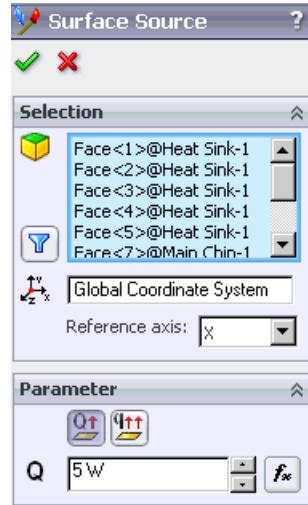 Surface Source ?
Selection
Face<1>@Heat Sink-1
Face<2>@Heat Sink-1
Face<3>@Heat Sink-1
Face<4>@Heat Sink-1
Face<5>@Heat Sink-1
Face<7>@Main Chip-1
Global Coordinate System
Reference axis: X
Parameter
Q 5 W